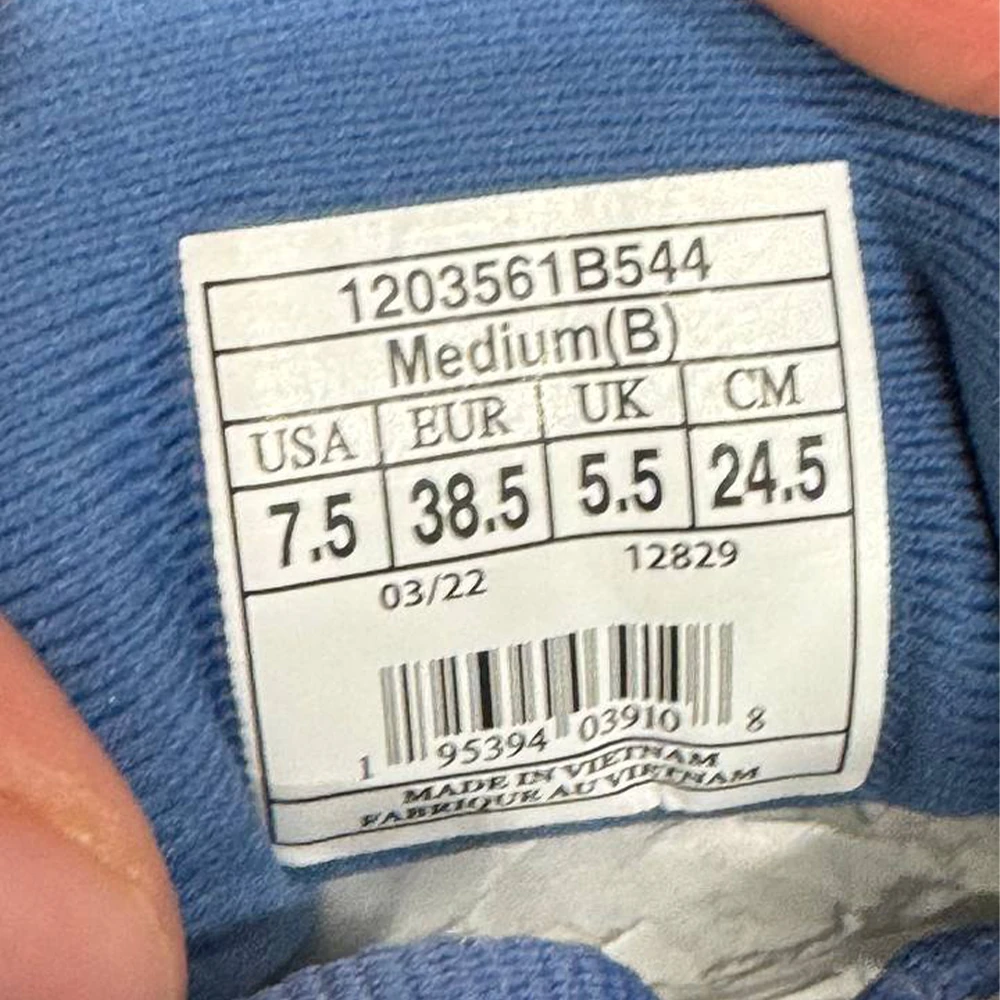 1203561B544
Medium(B)
USA EUR UK CM
7.5 38.5 5.5 24.5
03/22 12829
1 95394 03910 8
MADE IN VIETNAM
FABRIQUE AU VIETNAM